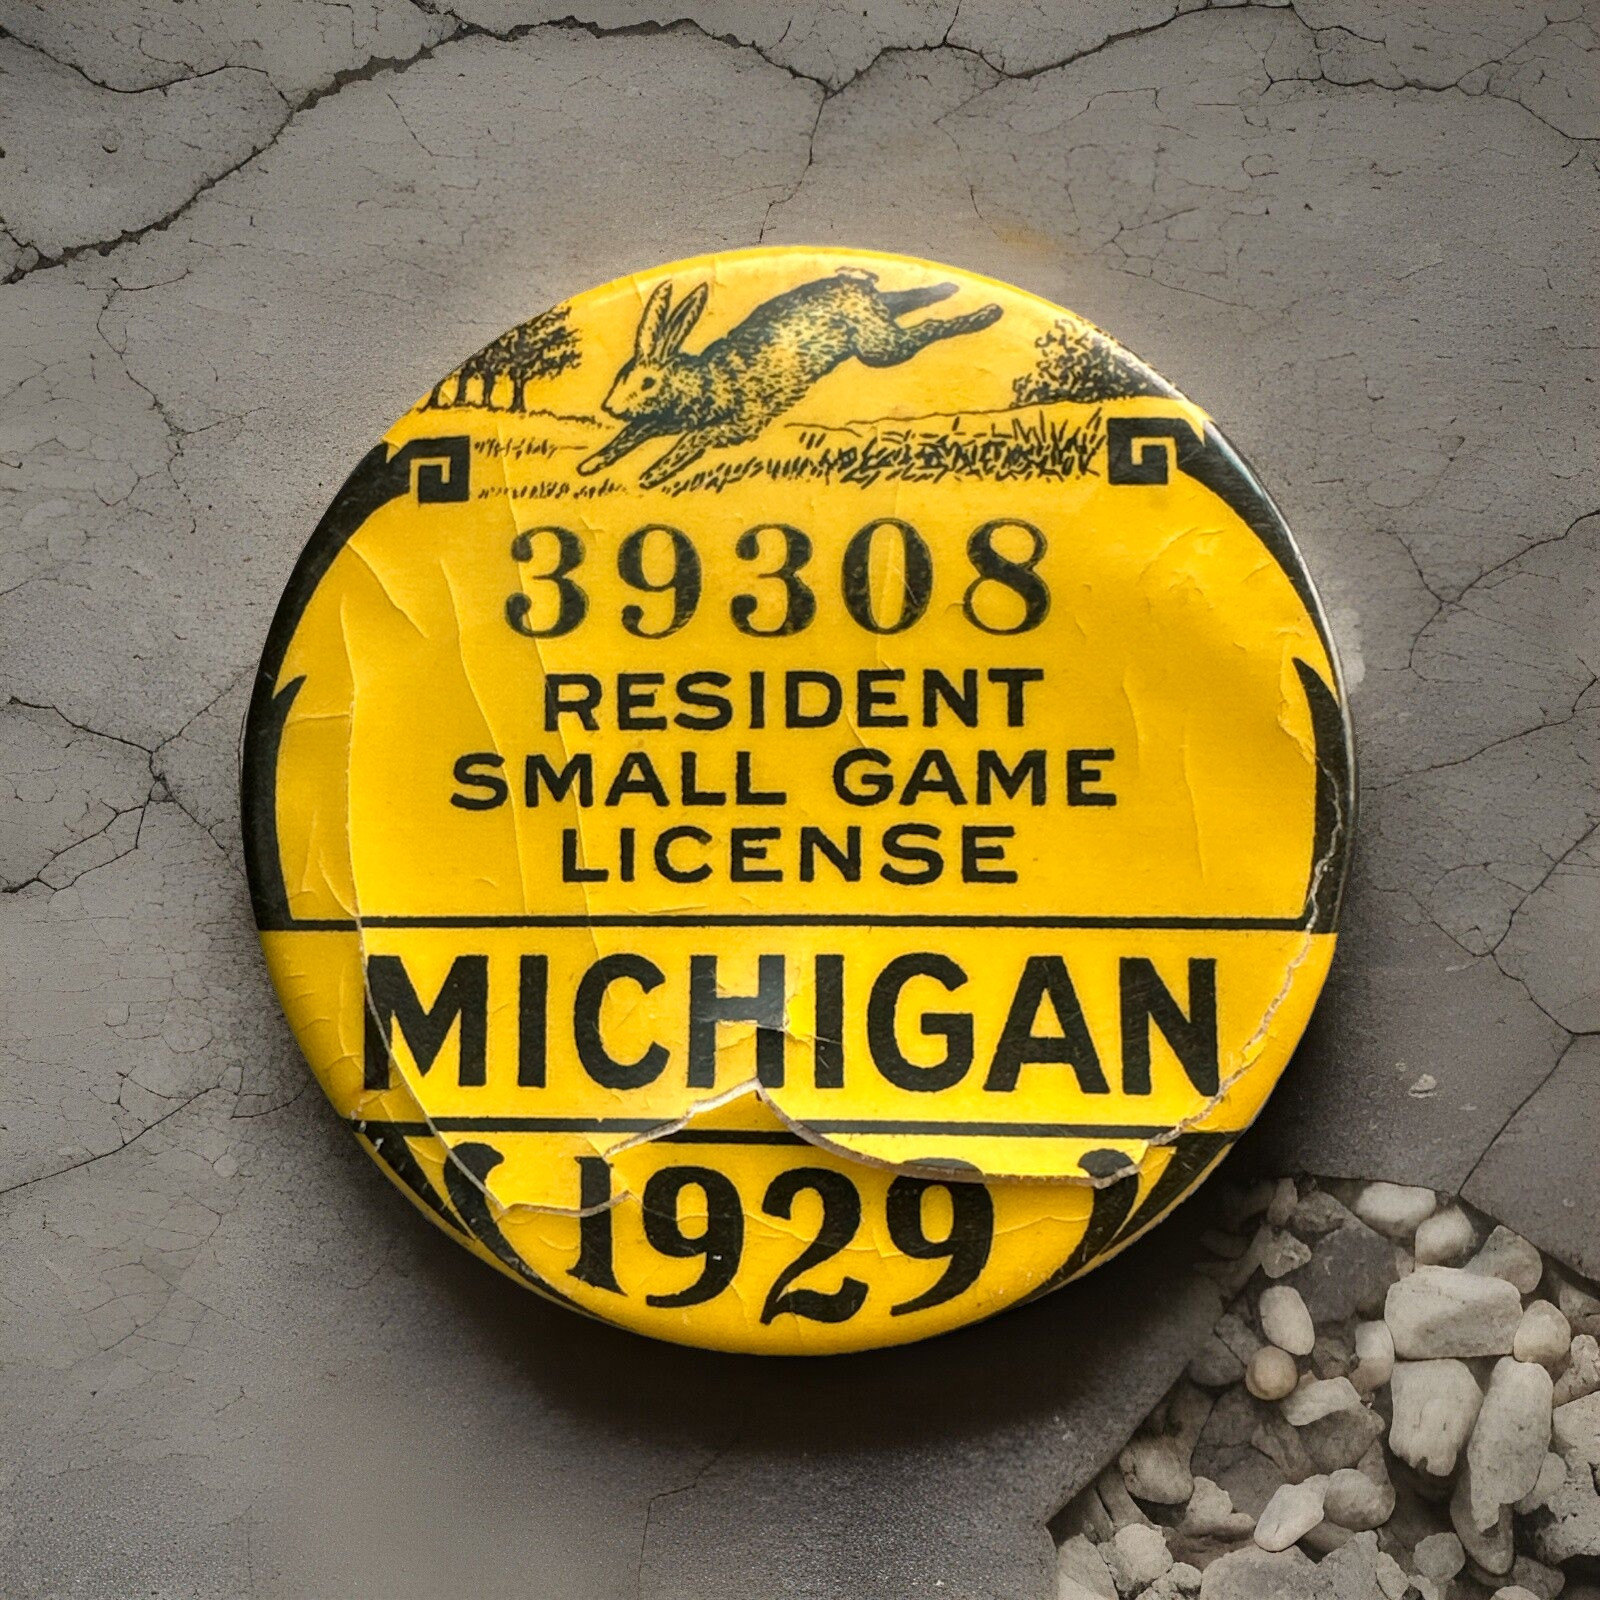 39308
RESIDENT
SMALL GAME
LICENSE
MICHIGAN
1929